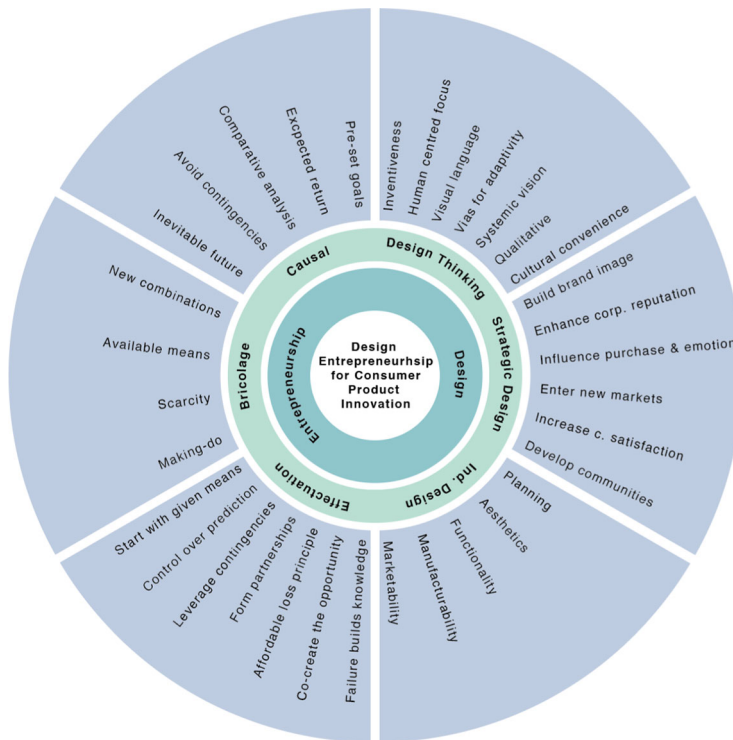 Design
Entrepreneurhsip
for Consumer
Product
Innovation
Entrepreneurship
Design
Causal
Design Thinking
Strategic Design
Ind. Design
Effectuation
Bricolage
Inevitable future
Avoid contingencies
Comparative analysis
Excpected return
Pre-set goals
Inventiveness
Human centred focus
Visual language
Vias for adaptivity
Systemic vision
Qualitative
Cultural convenience
Build brand image
Enhance corp. reputation
Influence purchase & emotion
Enter new markets
Increase c. satisfaction
Develop communities
Planning
Aesthetics
Functionality
Manufacturability
Marketability
Failure builds knowledge
Co-create the opportunity
Affordable loss principle
Form partnerships
Leverage contingencies
Control over prediction
Start with given means
Making-do
Scarcity
Available means
New combinations